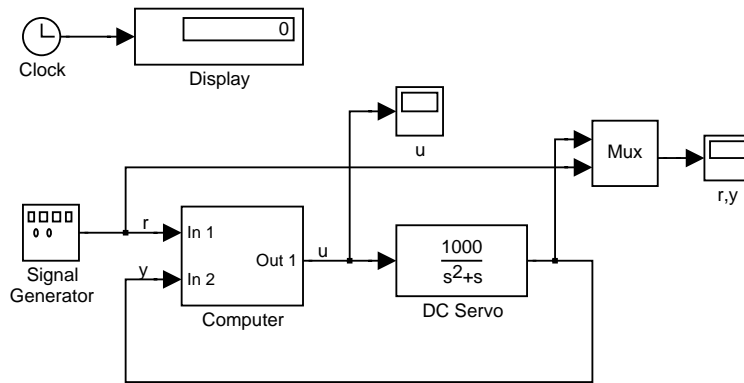 0
Clock
Display
u
Mux
r,y
r
In 1
Signal
Generator
y
In 2
Out 1
u
Computer
1000
s²+s
DC Servo